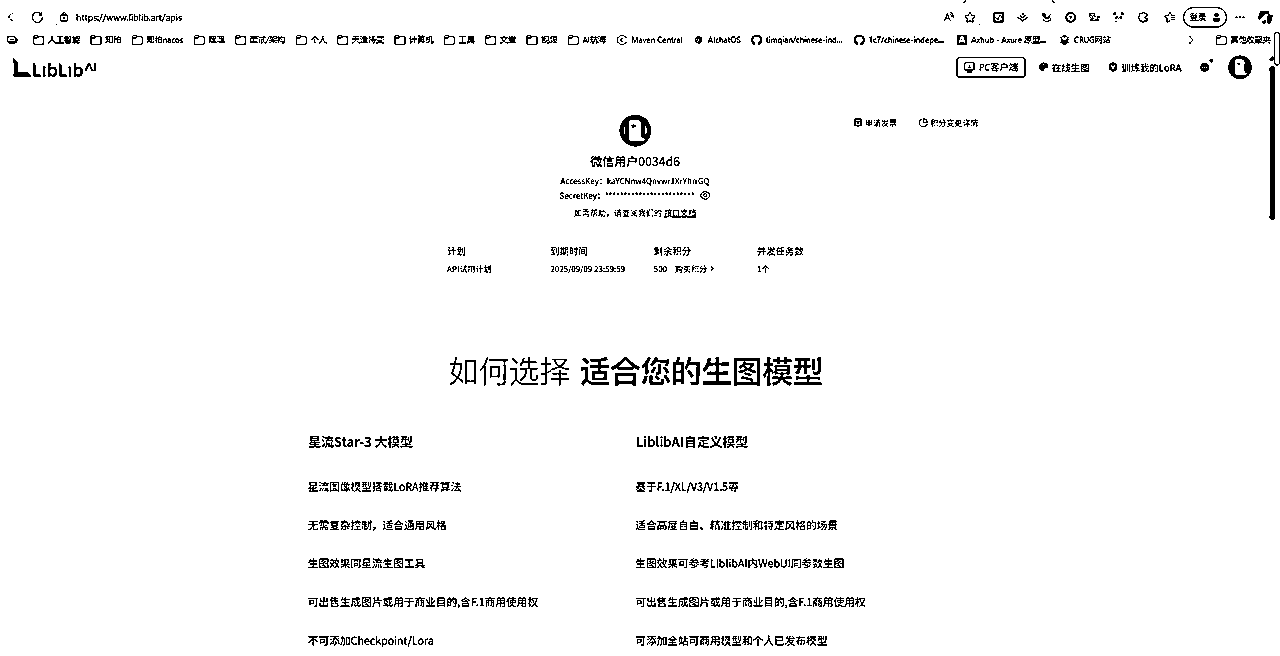 https://www.liblib.art/apis
登录
人工智能 知柏 知柏nacos 原理 面试/架构 个人 天津博奕 计算机 工具 文章 视频 AI航海 Maven Central AIchatOS timqian/chinese-ind... 1c7/chinese-indepe... Axhub - Axure 原型... CRUG网站 其他收藏夹
LibLibAI
PC客户端 在线生图 训练我的LoRA
申请发票 积分变更详情
微信用户0034d6
AccessKey:
SecretKey: ************************
如需帮助，请查阅我们的 接口文档
计划 到期时间 剩余积分 并发任务数
API试用计划 2025/09/09 23:59:59 500 购买积分 1个
如何选择 适合您的生图模型
星流Star-3 大模型 LiblibAI自定义模型
星流图像模型搭载LoRA推荐算法 基于F.1/XL/V3/V1.5等
无需复杂控制，适合通用风格 适合高度自由、精准控制和特定风格的场景
生图效果同星流生图工具 生图效果可参考LiblibAI内WebUI同参数生图
可出售生成图片或用于商业目的,含F.1商用使用权 可出售生成图片或用于商业目的,含F.1商用使用权
不可添加Checkpoint/Lora 可添加全站可商用模型和个人已发布模型